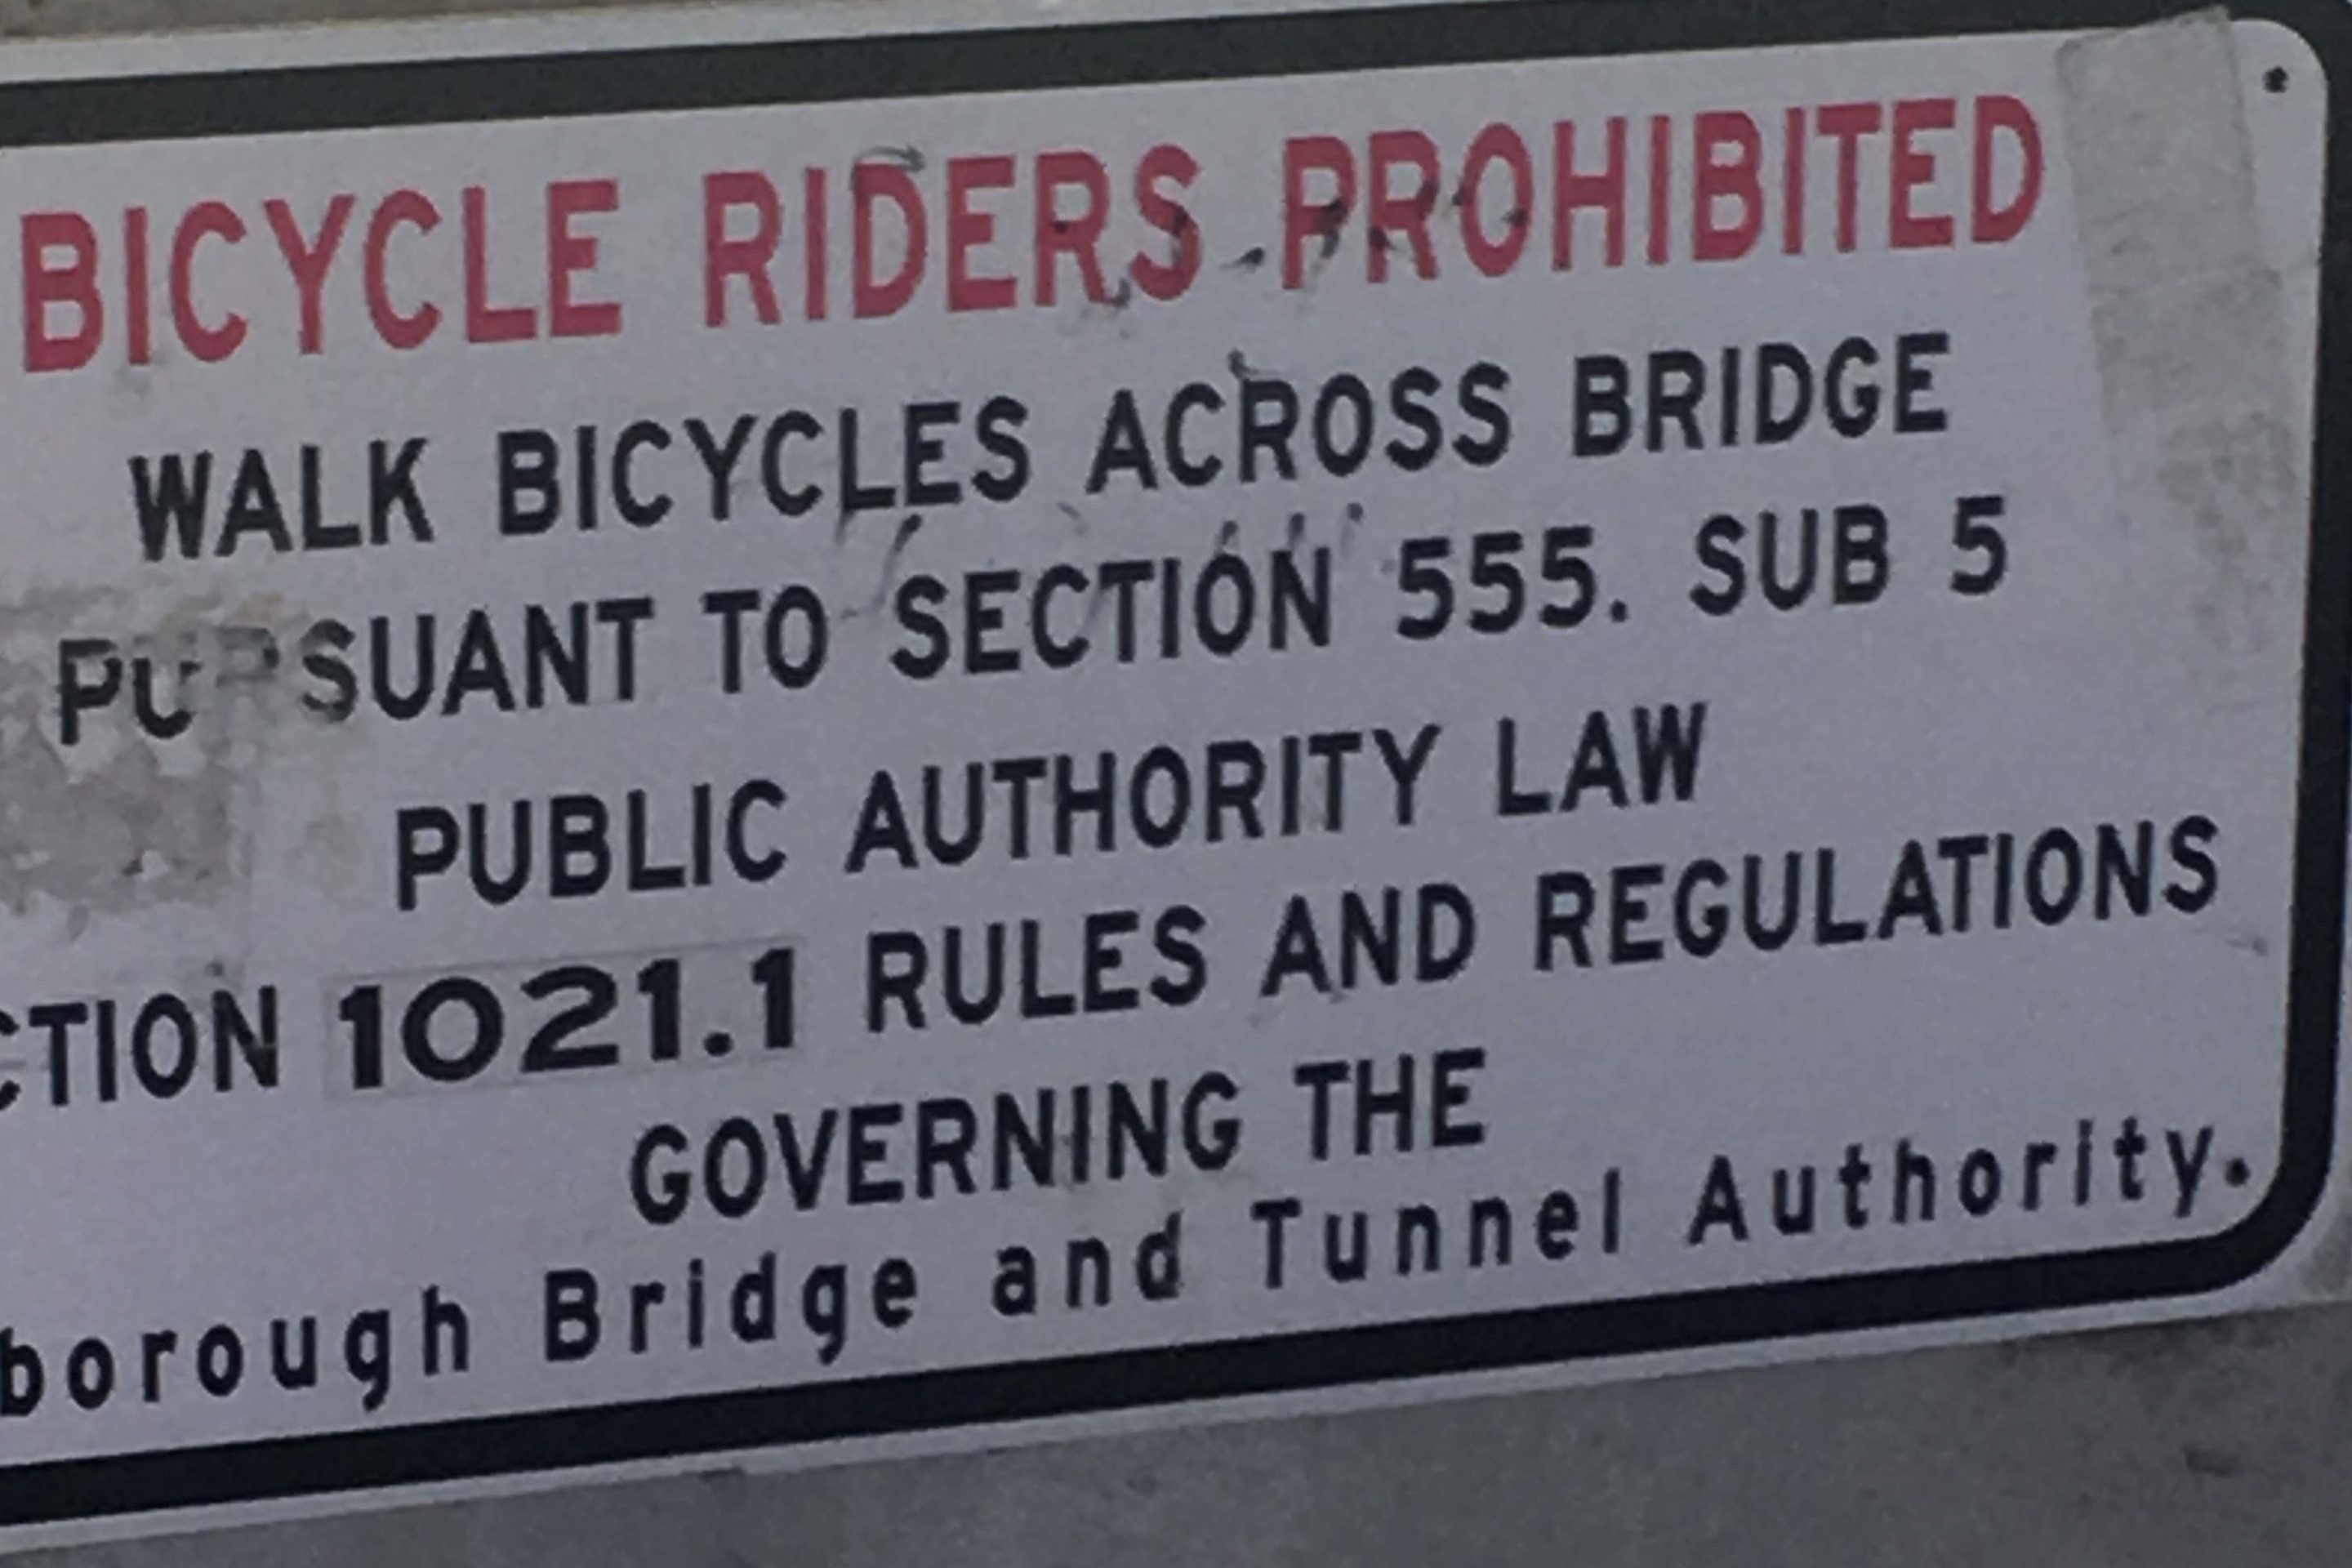 BICYCLE RIDERS PROHIBITED
WALK BICYCLES ACROSS BRIDGE
PURSUANT TO SECTION 555. SUB 5
PUBLIC AUTHORITY LAW
CTION 1021.1 RULES AND REGULATIONS
GOVERNING THE
borough Bridge and Tunnel Authority.